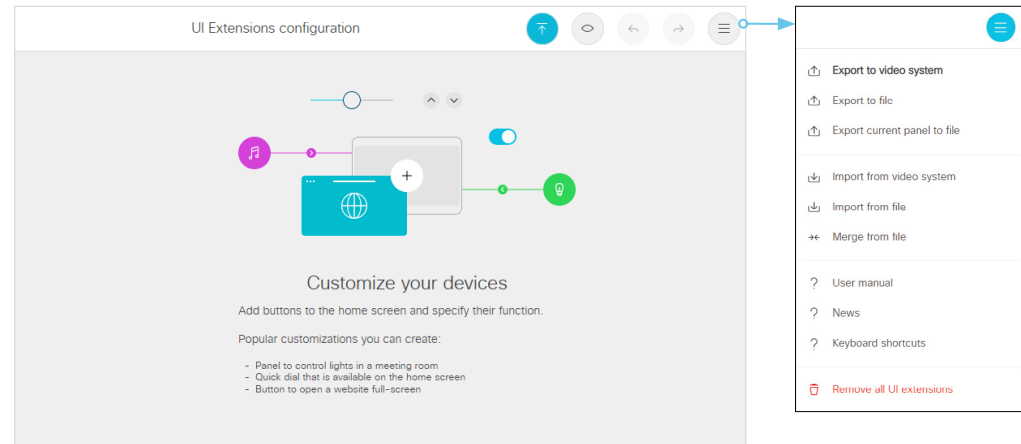 UI Extensions configuration
Customize your devices
Add buttons to the home screen and specify their function.
Popular customizations you can create:
- Panel to control lights in a meeting room
- Quick dial that is available on the home screen
- Button to open a website full-screen
Export to video system
Export to file
Export current panel to file
Import from video system
Import from file
Merge from file
? User manual
? News
? Keyboard shortcuts
Remove all UI extensions